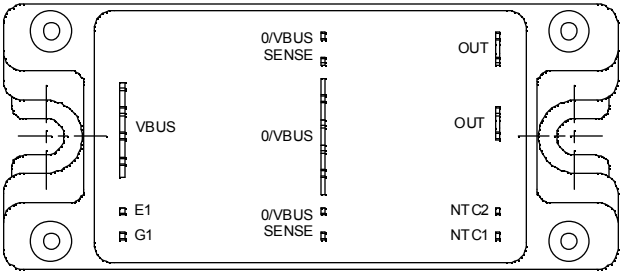 0/VBUS
SENSE
OUT
VBUS
0/VBUS
OUT
E1
0/VBUS
SENSE
NTC2
G1
NTC1